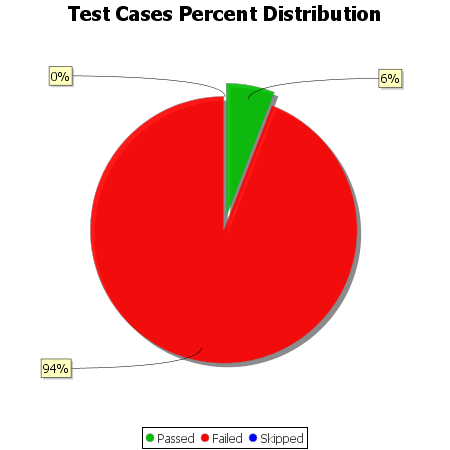 Test Cases Percent Distribution
0%
6%
94%
Passed Failed Skipped